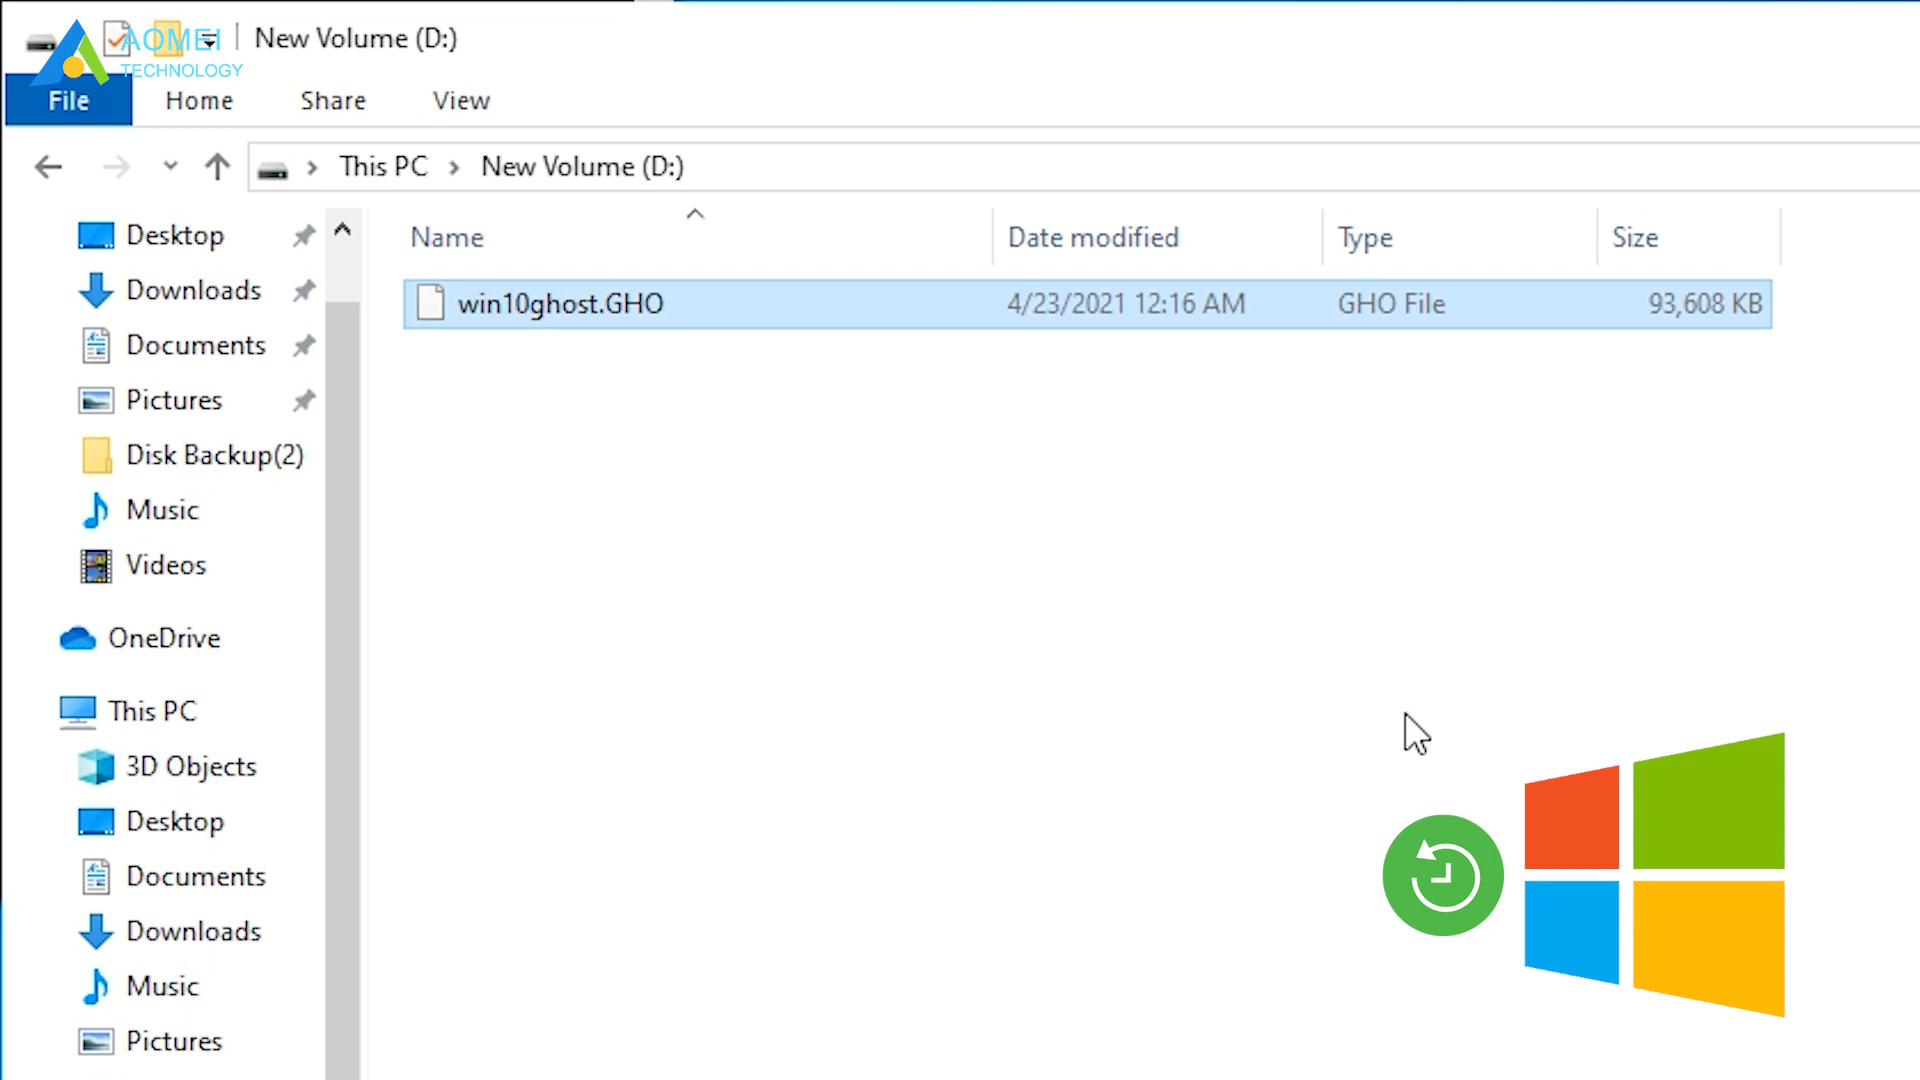 AOMEI
TECHNOLOGY
New Volume (D:)
File Home Share View
This PC New Volume (D:)
Name Date modified Type Size
win10ghost.GHO 4/23/2021 12:16 AM GHO File 93,608 KB
Desktop
Downloads
Documents
Pictures
Disk Backup(2)
Music
Videos
OneDrive
This PC
3D Objects
Desktop
Documents
Downloads
Music
Pictures